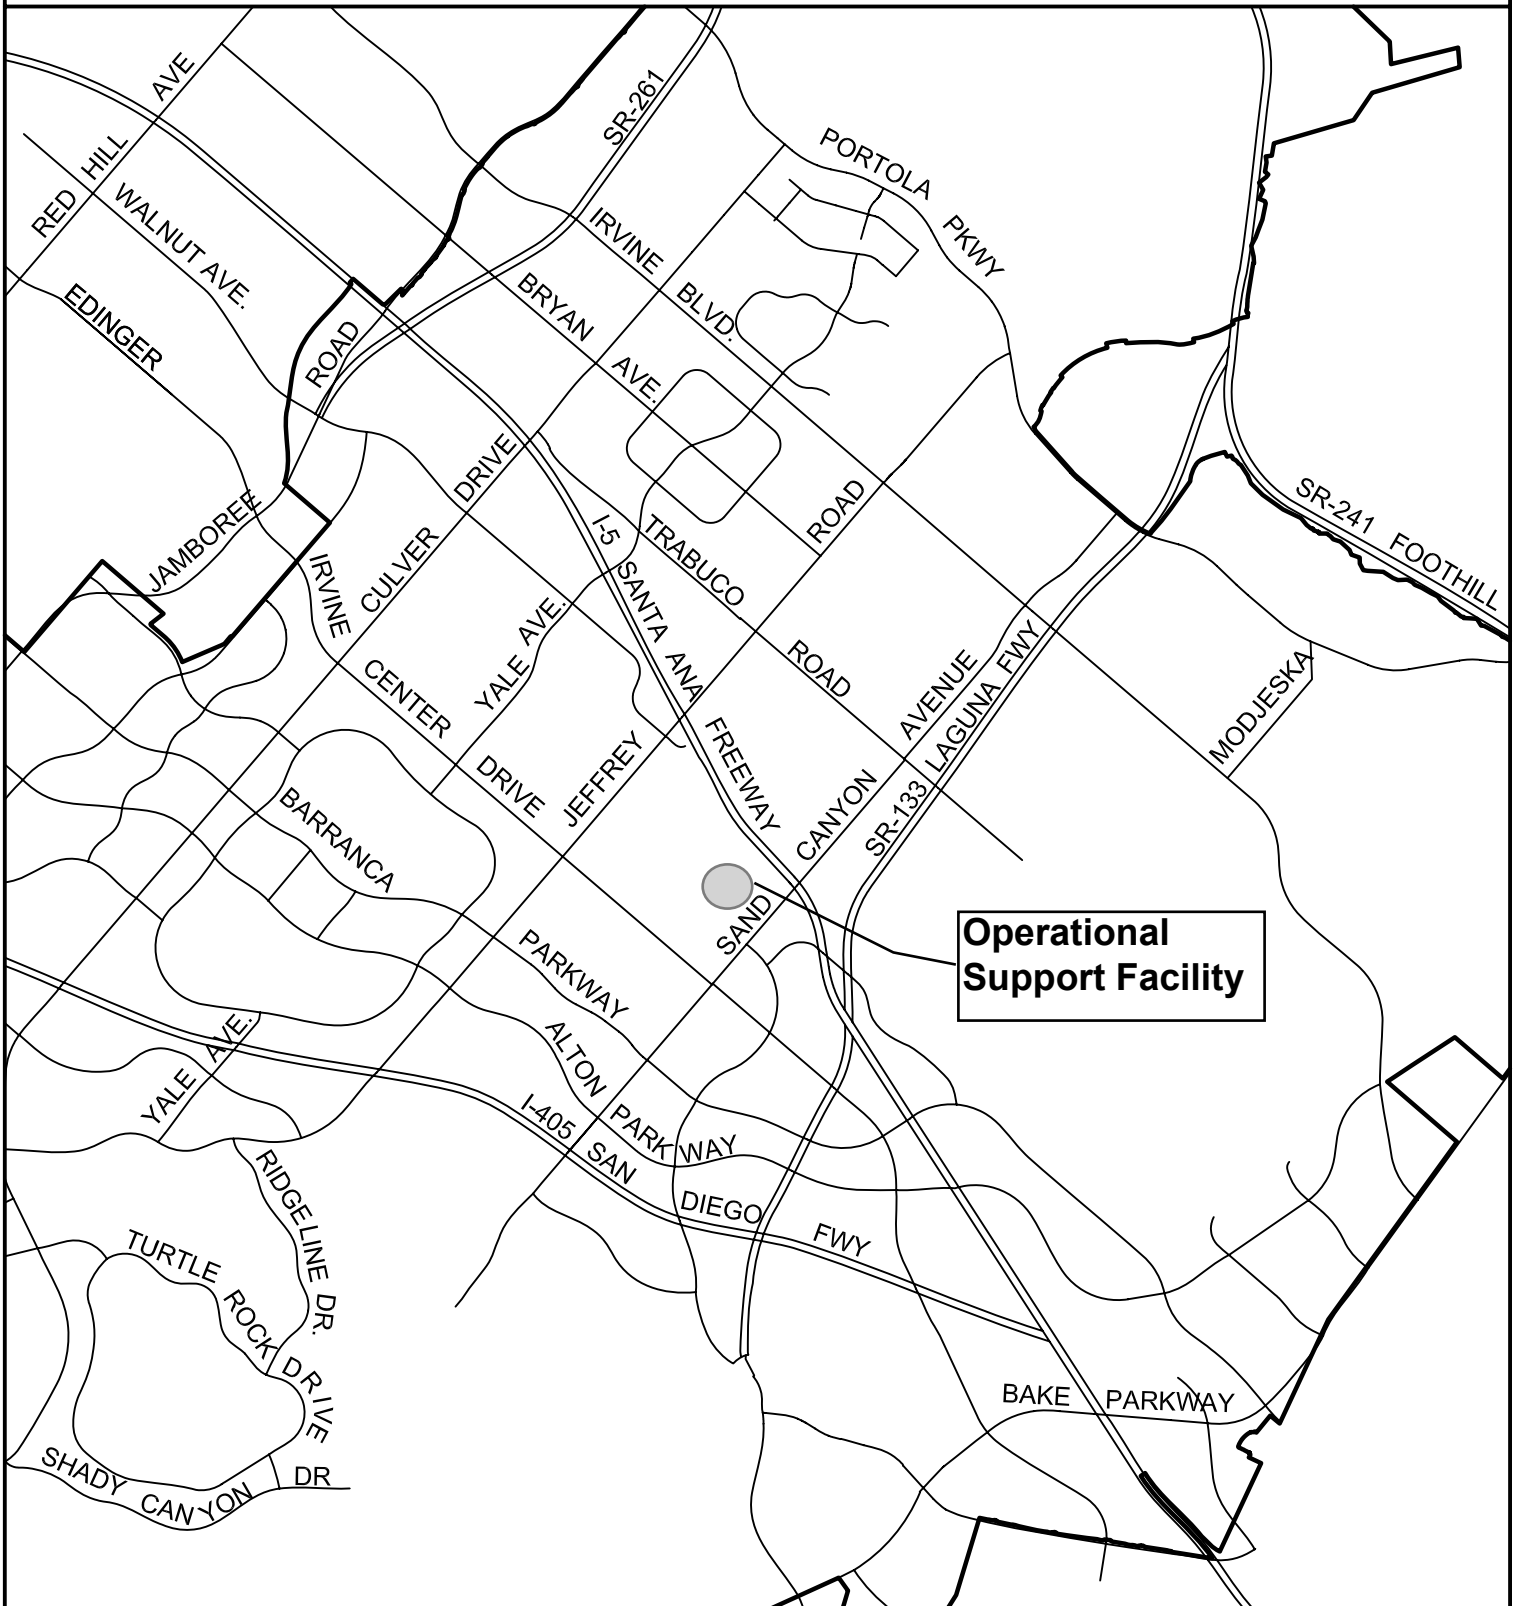 RED HILL AVE
WALNUT AVE.
EDINGER
ROAD
JAMBOREE
SR-261
PORTOLA PKWY
IRVINE BLVD.
BRYAN AVE.
CULVER DRIVE
I-5 SANTA ANA FREEWAY
TRABUCO ROAD
ROAD
JEFFREY
IRVINE CENTER DRIVE
YALE AVE.
SR-241 FOOTHILL
MODJESKA
SAND CANYON AVENUE
SR-133 LAGUNA FWY
BARRANCA PARKWAY
Operational
Support Facility
ALTON PARKWAY
YALE AVE.
I-405 SAN DIEGO FWY
RIDGELINE DR.
TURTLE ROCK DRIVE
SHADY CANYON DR
BAKE PARKWAY